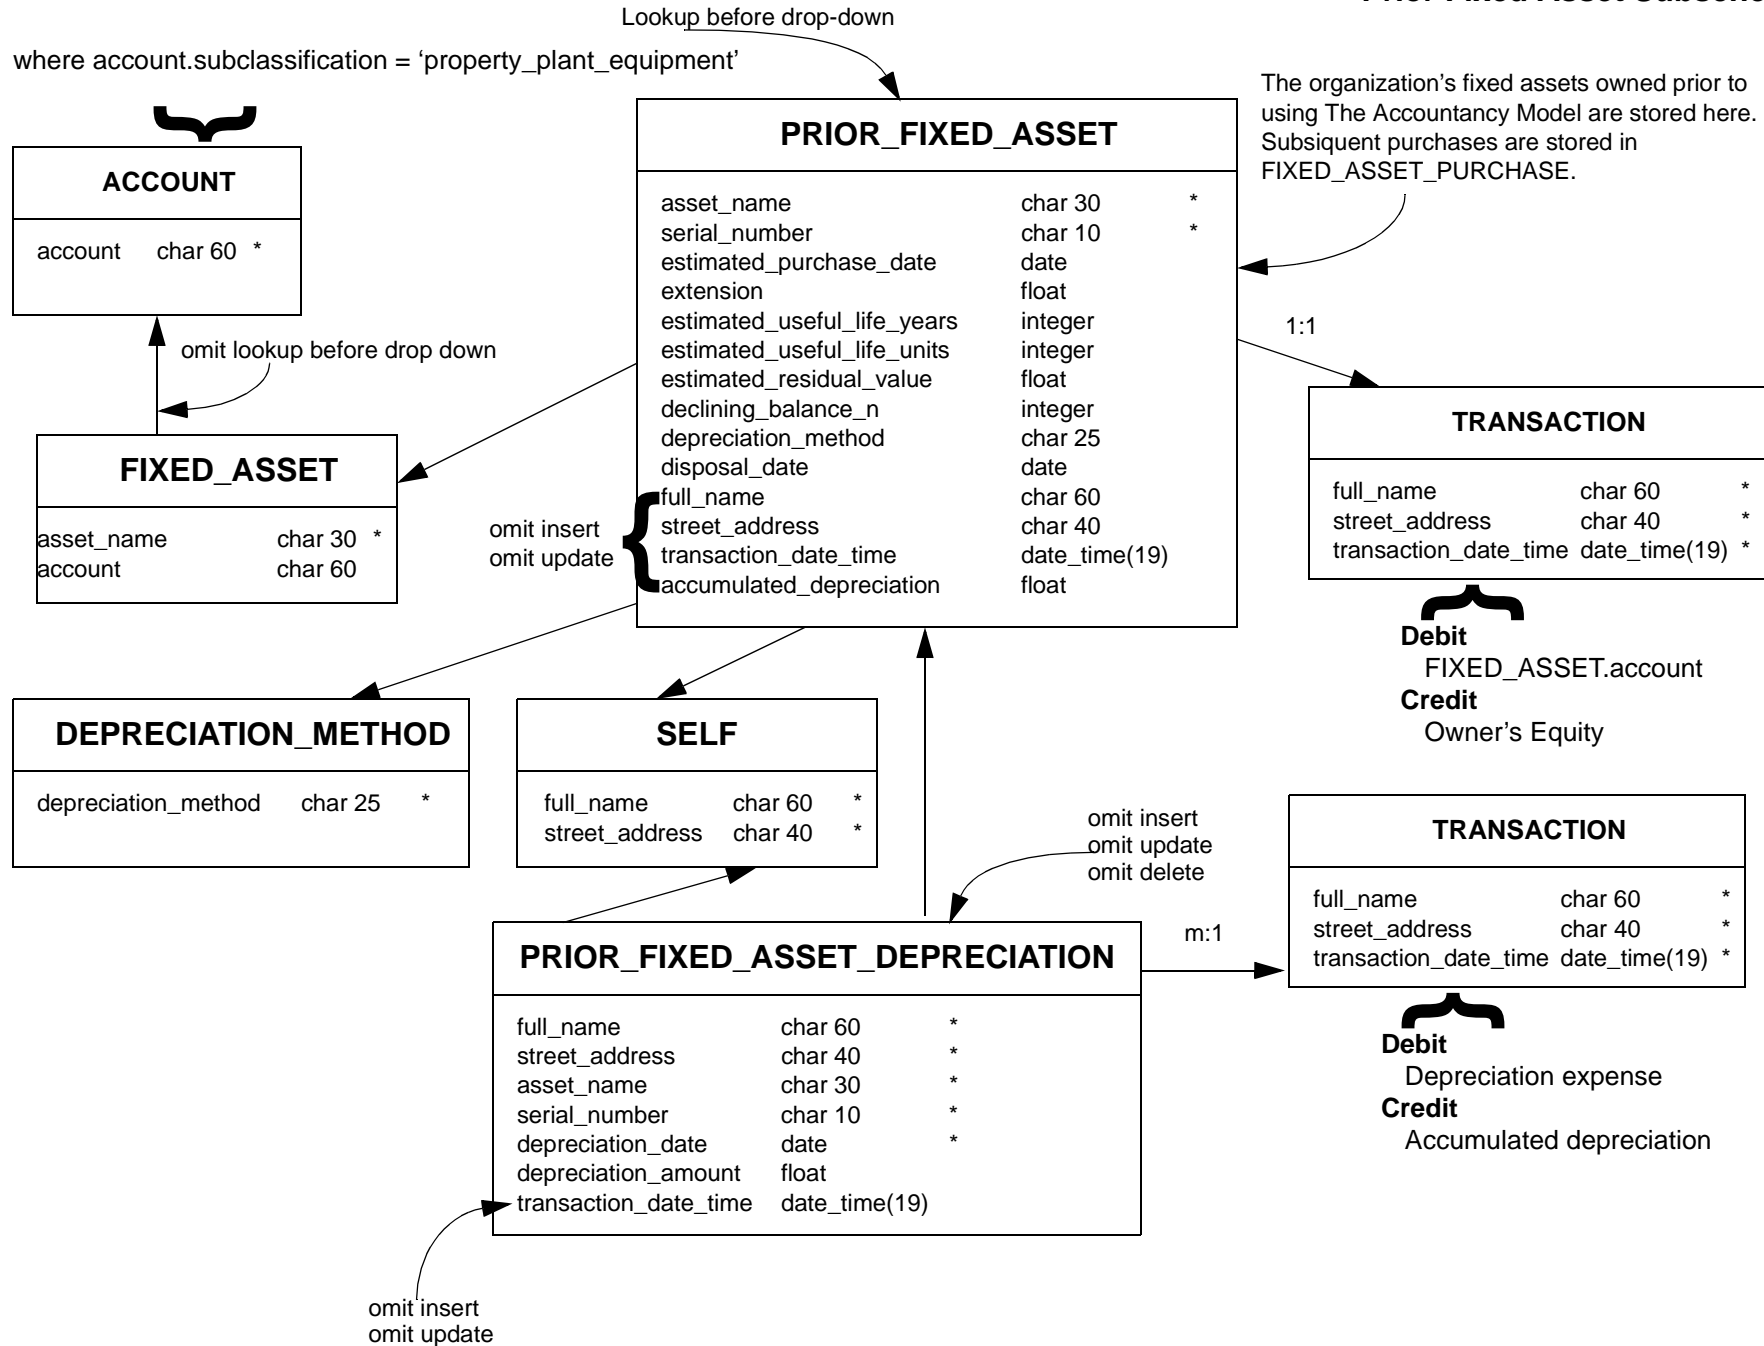 Prior Fixed Asset
Lookup before drop-down
where account.subclassification = ‘property_plant_equipment’
The organization’s fixed assets owned prior to
using The Accountancy Model are stored here.
Subsiquent purchases are stored in
FIXED_ASSET_PURCHASE.
ACCOUNT
account char 60 *
omit lookup before drop down
FIXED_ASSET
asset_name char 30 *
account char 60
PRIOR_FIXED_ASSET
asset_name char 30 *
serial_number char 10 *
estimated_purchase_date date
extension float
estimated_useful_life_years integer
estimated_useful_life_units integer
estimated_residual_value float
declining_balance_n integer
depreciation_method char 25
disposal_date date
full_name char 60
street_address char 40
transaction_date_time date_time(19)
accumulated_depreciation float
omit insert
omit update
1:1
TRANSACTION
full_name char 60 *
street_address char 40 *
transaction_date_time date_time(19) *
Debit
FIXED_ASSET.account
Credit
Owner’s Equity
DEPRECIATION_METHOD
depreciation_method char 25 *
SELF
full_name char 60 *
street_address char 40 *
omit insert
omit update
omit delete
PRIOR_FIXED_ASSET_DEPRECIATION
full_name char 60 *
street_address char 40 *
asset_name char 30 *
serial_number char 10 *
depreciation_date date *
depreciation_amount float
transaction_date_time date_time(19)
omit insert
omit update
m:1
TRANSACTION
full_name char 60 *
street_address char 40 *
transaction_date_time date_time(19) *
Debit
Depreciation expense
Credit
Accumulated depreciation